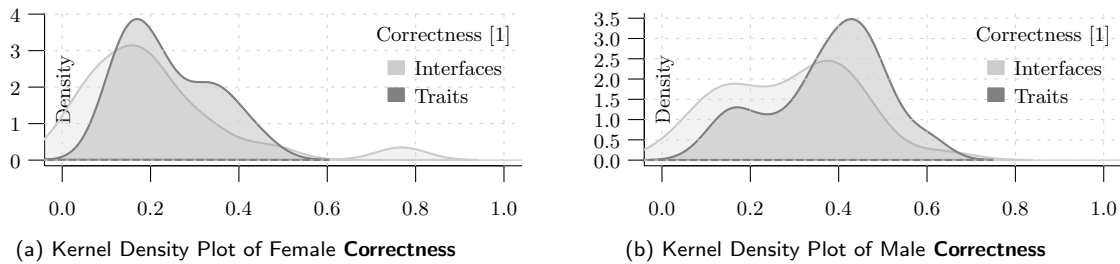 4
3
2
1
0
Density
Correctness [1]
Interfaces
Traits
0.0 0.2 0.4 0.6 0.8 1.0
(a) Kernel Density Plot of Female Correctness
3.5
3.0
2.5
2.0
1.5
1.0
0.5
0.0
Density
Correctness [1]
Interfaces
Traits
0.0 0.2 0.4 0.6 0.8 1.0
(b) Kernel Density Plot of Male Correctness